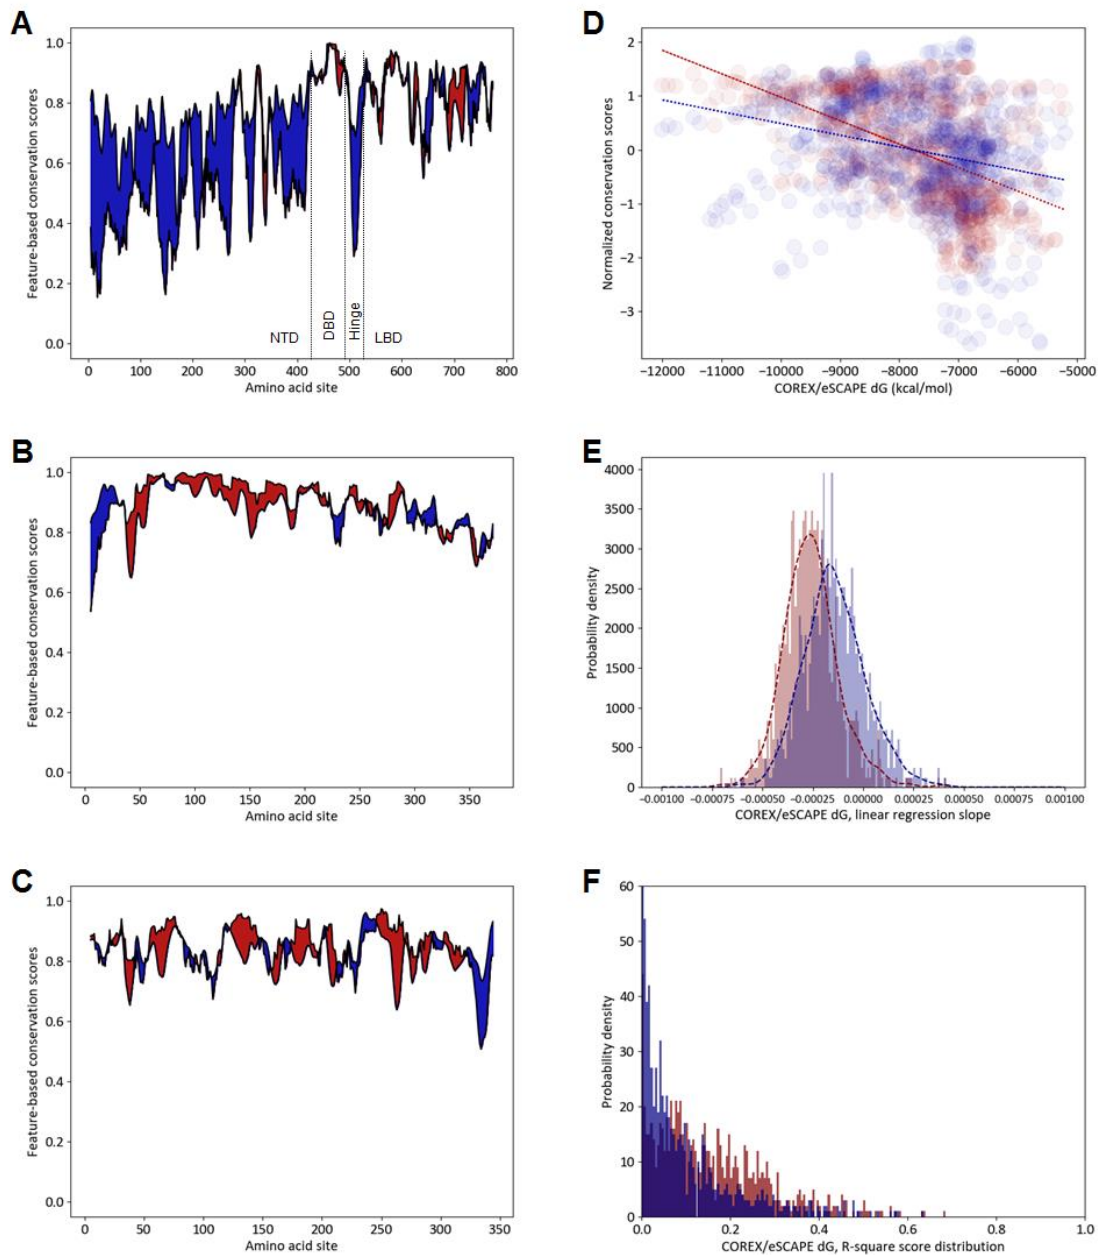 A
Feature-based conservation scores
1.0
0.8
0.6
0.4
0.2
0.0
NTD
DBD
Hinge
LBD
0 100 200 300 400 500 600 700 800
Amino acid site
B
Feature-based conservation scores
1.0
0.8
0.6
0.4
0.2
0.0
0 50 100 150 200 250 300 350
Amino acid site
C
Feature-based conservation scores
1.0
0.8
0.6
0.4
0.2
0.0
0 50 100 150 200 250 300 350
Amino acid site
D
Normalized conservation scores
2
1
0
−1
−2
−3
−12000 −11000 −10000 −9000 −8000 −7000 −6000 −5000
COREX/eSCAPE dG (kcal/mol)
E
Probability density
4000
3500
3000
2500
2000
1500
1000
500
0
−0.00100 −0.00075 −0.00050 −0.00025 0.00000 0.00025 0.00050 0.00075 0.00100
COREX/eSCAPE dG, linear regression slope
F
Probability density
60
50
40
30
20
10
0
0.0 0.2 0.4 0.6 0.8 1.0
COREX/eSCAPE dG, R-square score distribution